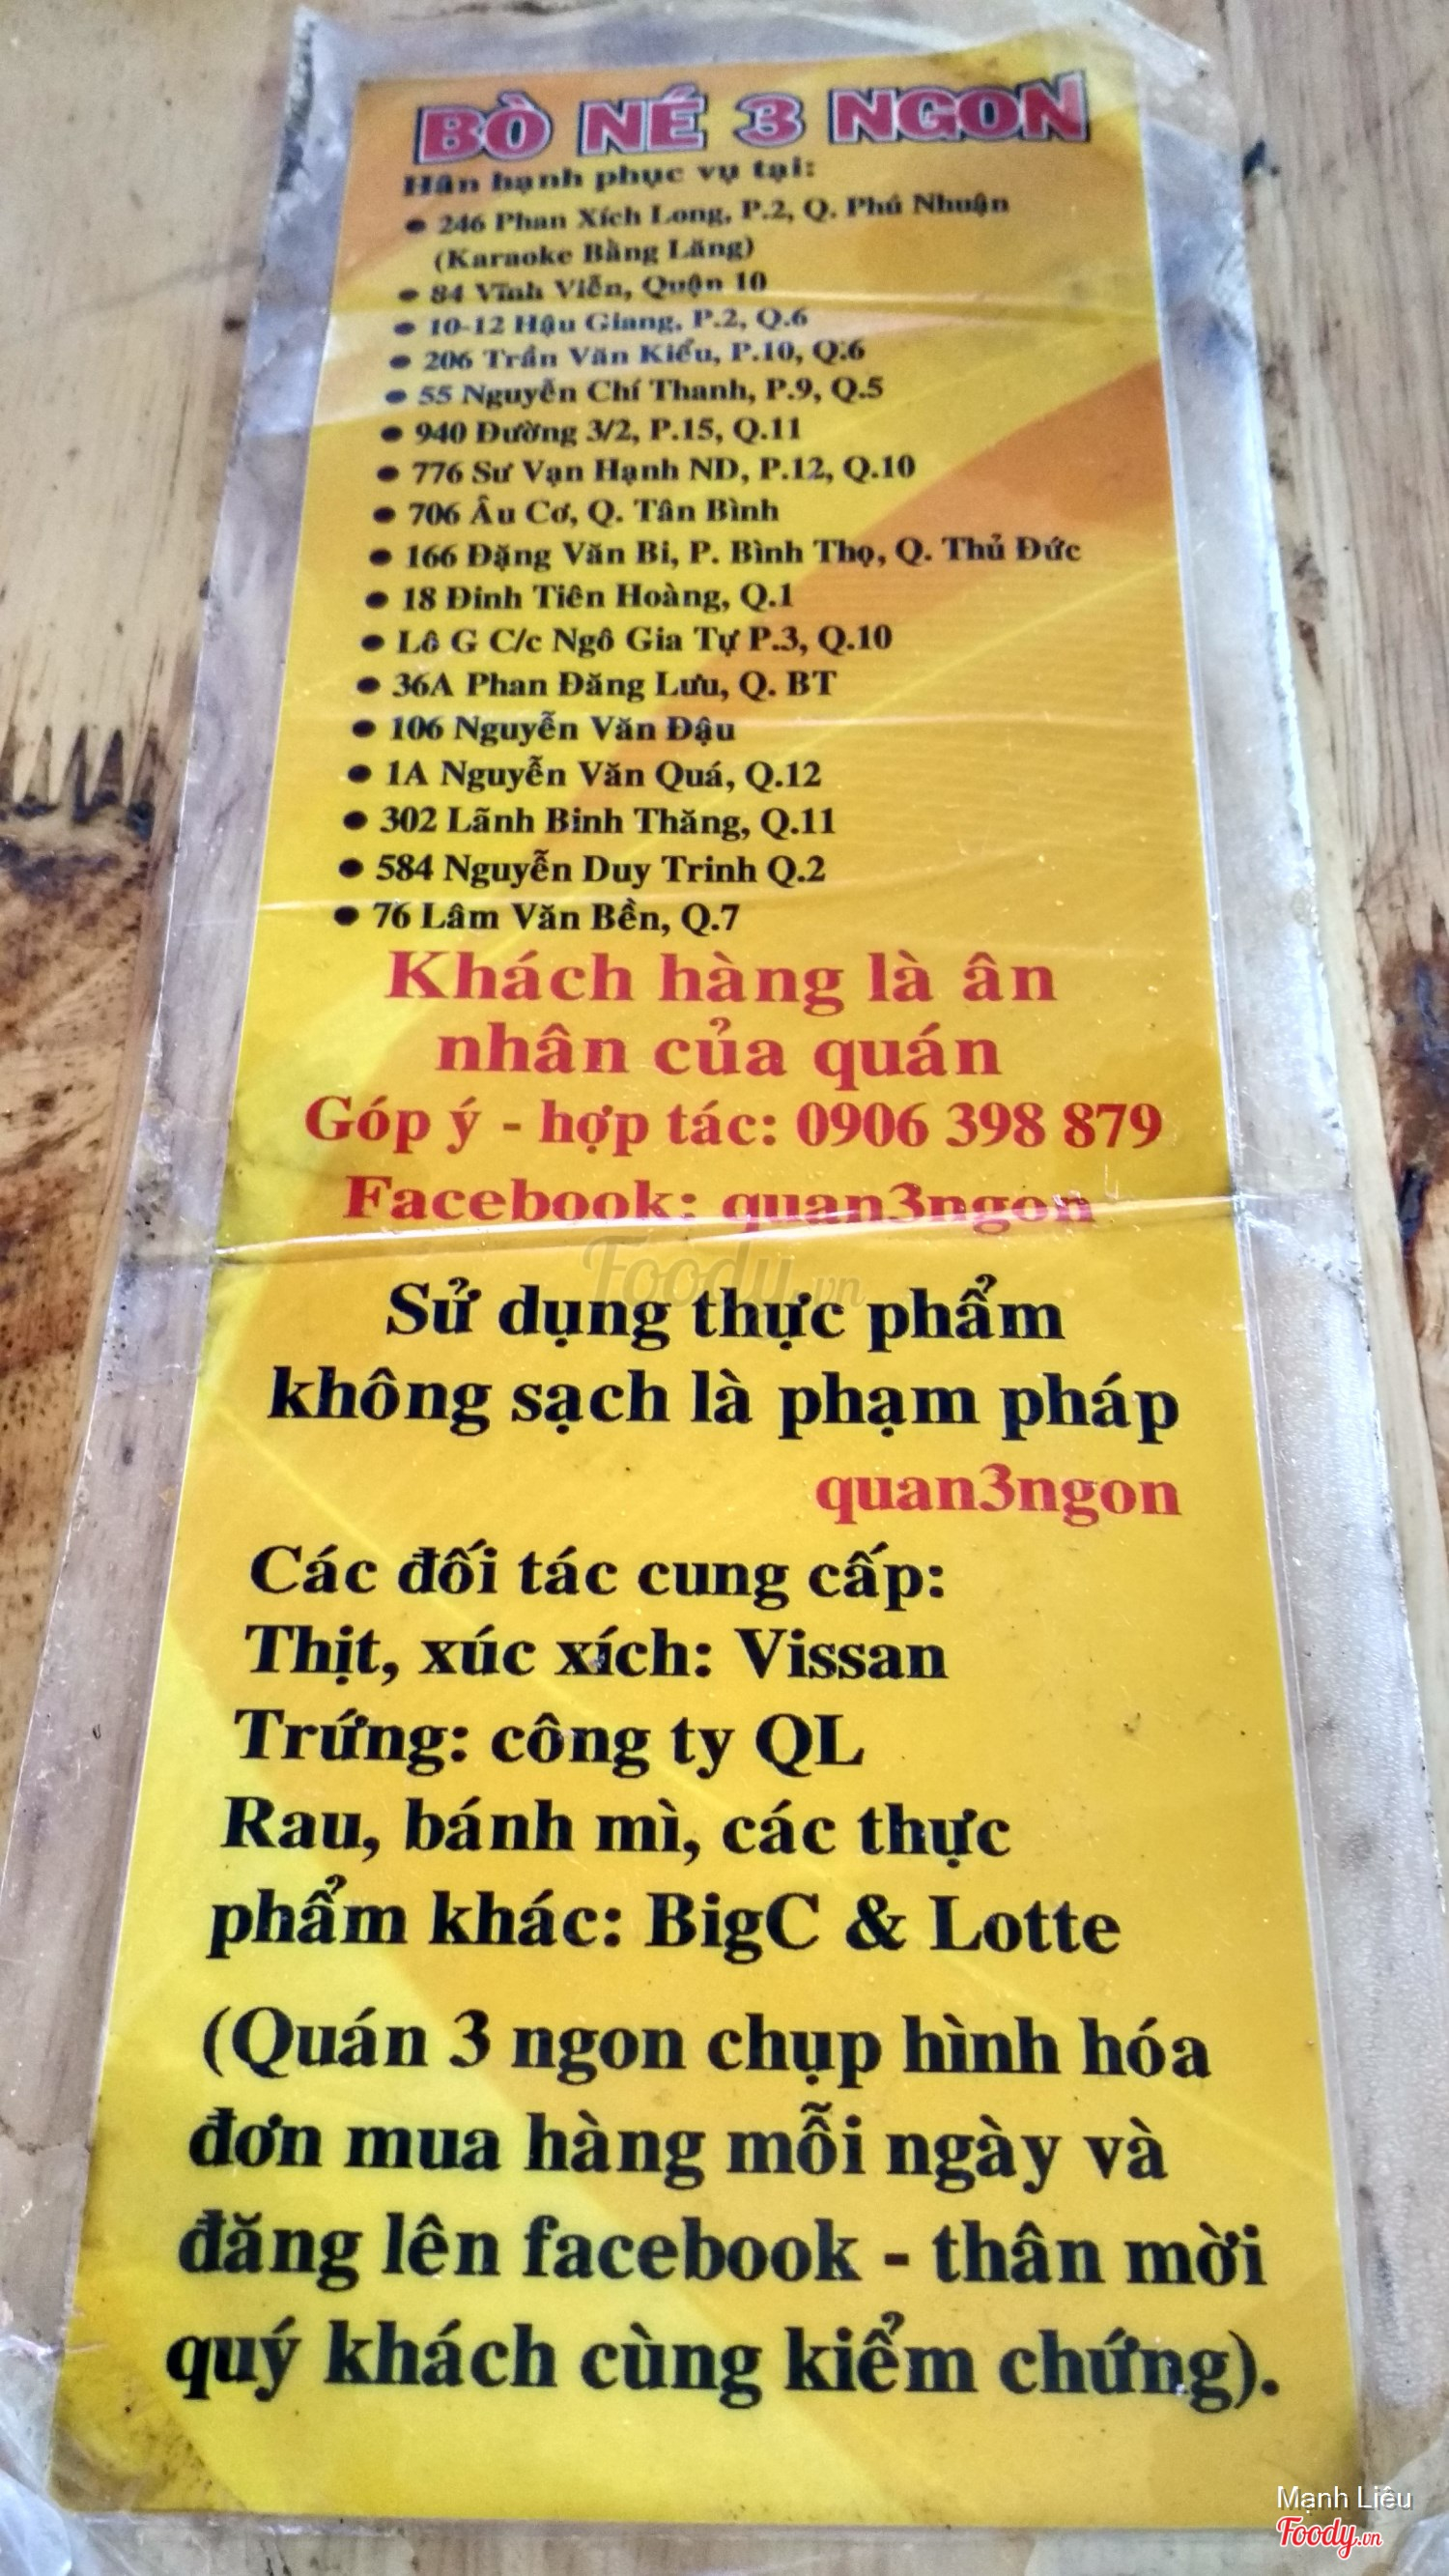 BÒ NÉ 3 NGON
Hân hạnh phục vụ tại:
● 246 Phan Xích Long, P.2, Q. Phú Nhuận
(Karaoke Bằng Lăng)
● 84 Vĩnh Viễn, Quận 10
● 10-12 Hậu Giang, P.2, Q.6
● 206 Trần Văn Kiểu, P.10, Q.6
● 55 Nguyễn Chí Thanh, P.9, Q.5
● 940 Đường 3/2, P.15, Q.11
● 776 Sư Vạn Hạnh ND, P.12, Q.10
● 706 Âu Cơ, Q. Tân Bình
● 166 Đặng Văn Bi, P. Bình Thọ, Q. Thủ Đức
● 18 Đinh Tiên Hoàng, Q.1
● Lô G C/c Ngô Gia Tự P.3, Q.10
● 36A Phan Đăng Lưu, Q. BT
● 106 Nguyễn Văn Đậu
● 1A Nguyễn Văn Quá, Q.12
● 302 Lãnh Binh Thăng, Q.11
● 584 Nguyễn Duy Trinh Q.2
● 76 Lâm Văn Bền, Q.7
Khách hàng là ân
nhân của quán
Góp ý - hợp tác: 0906 398 879
Facebook: quan3ngon
Foody.vn
Sử dụng thực phẩm
không sạch là phạm pháp
quan3ngon
Các đối tác cung cấp:
Thịt, xúc xích: Vissan
Trứng: công ty QL
Rau, bánh mì, các thực
phẩm khác: BigC & Lotte
(Quán 3 ngon chụp hình hóa
đơn mua hàng mỗi ngày và
đăng lên facebook - thân mời
quý khách cùng kiểm chứng).
Mạnh Liêu
Foody.vn